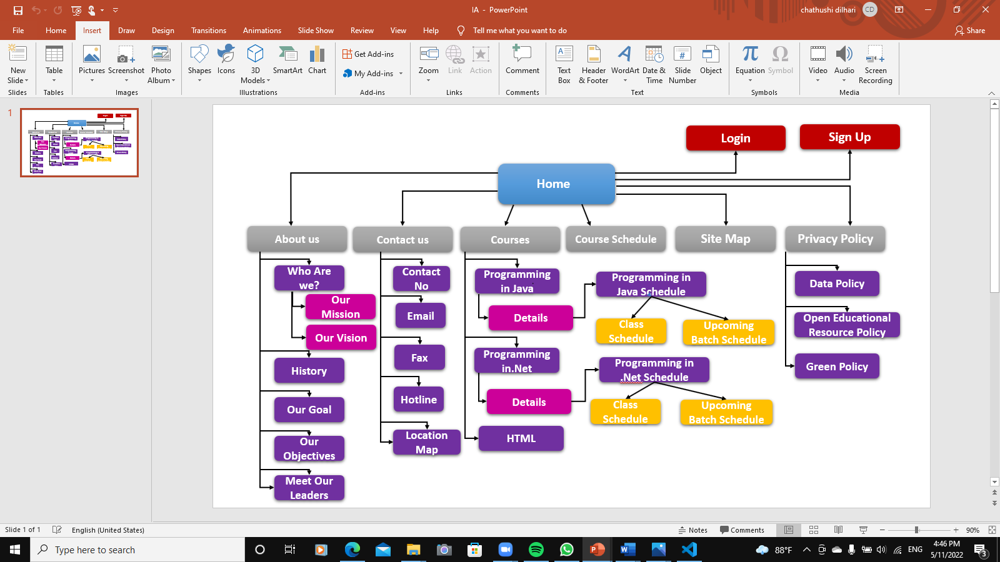 IA - PowerPoint
chathushi dilhari CD
File Home Insert Draw Design Transitions Animations Slide Show Review View Help Tell me what you want to do Share
New Slide
Table
Pictures
Screenshot
Photo Album
Shapes
Icons
3D Models
SmartArt
Chart
Get Add-ins
My Add-ins
Zoom
Link
Action
Comment
Text Box
Header & Footer
WordArt
Date & Time
Slide Number
Object
Equation
Symbol
Video
Audio
Screen Recording
Slides Tables Images Illustrations Add-ins Links Comments Text Symbols Media
1
Login
Sign Up
Home
About us
Contact us
Courses
Course Schedule
Site Map
Privacy Policy
Who Are
we?
Our
Mission
Our Vision
History
Our Goal
Our
Objectives
Meet Our
Leaders
Contact
No
Email
Fax
Hotline
Location
Map
Programming
in Java
Details
Programming
in.Net
Details
HTML
Programming in
Java Schedule
Class
Schedule
Upcoming
Batch Schedule
Programming in
.Net Schedule
Class
Schedule
Upcoming
Batch Schedule
Data Policy
Open Educational
Resource Policy
Green Policy
Slide 1 of 1
English (United States)
Notes
Comments
90%
Type here to search
88°F
ENG
4:46 PM
5/11/2022
3